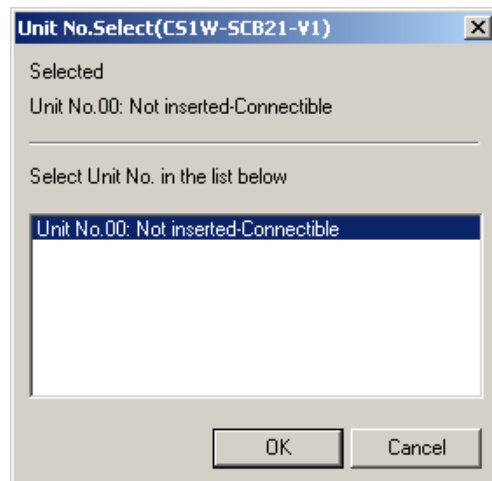 Unit No.Select(CS1W-SCB21-V1)
Selected
Unit No.00: Not inserted-Connectible
Select Unit No. in the list below
Unit No.00: Not inserted-Connectible
OK Cancel